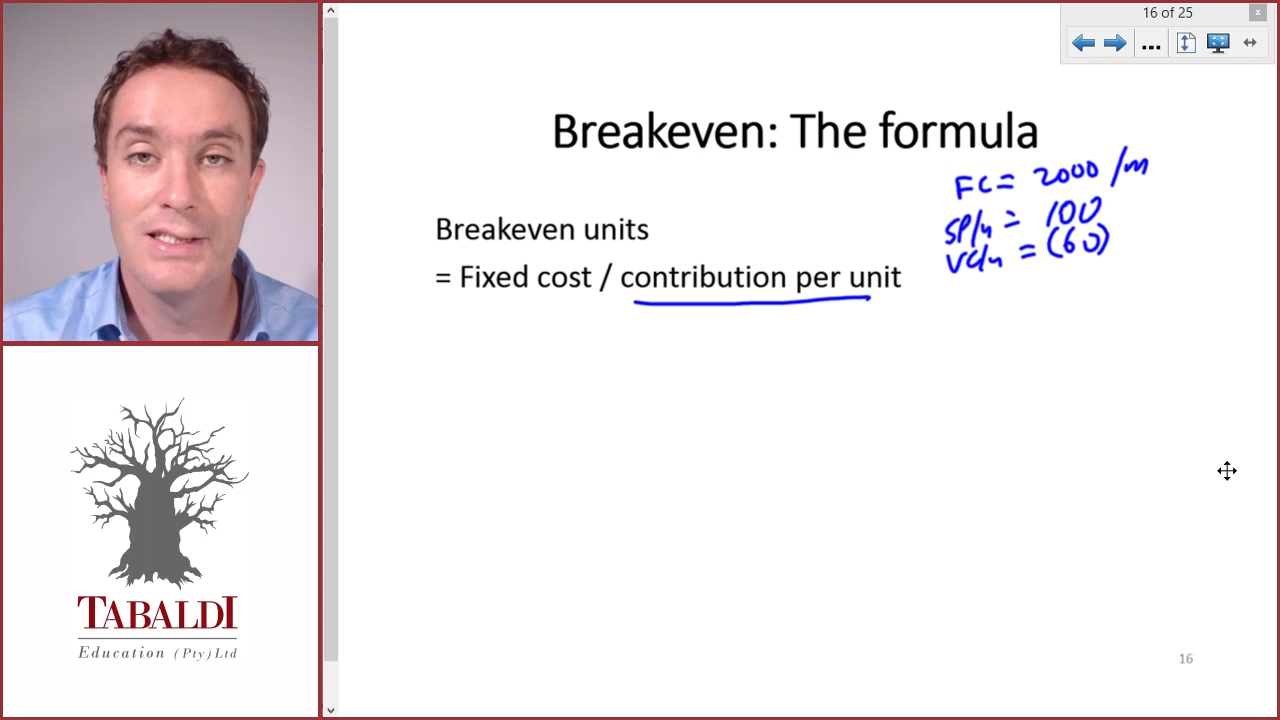 16 of 25
Breakeven: The formula
FC = 2000 /m
SP/u = 100
VC/u = (60)
Breakeven units
= Fixed cost / contribution per unit
TABALDI
Education (Pty) Ltd
16